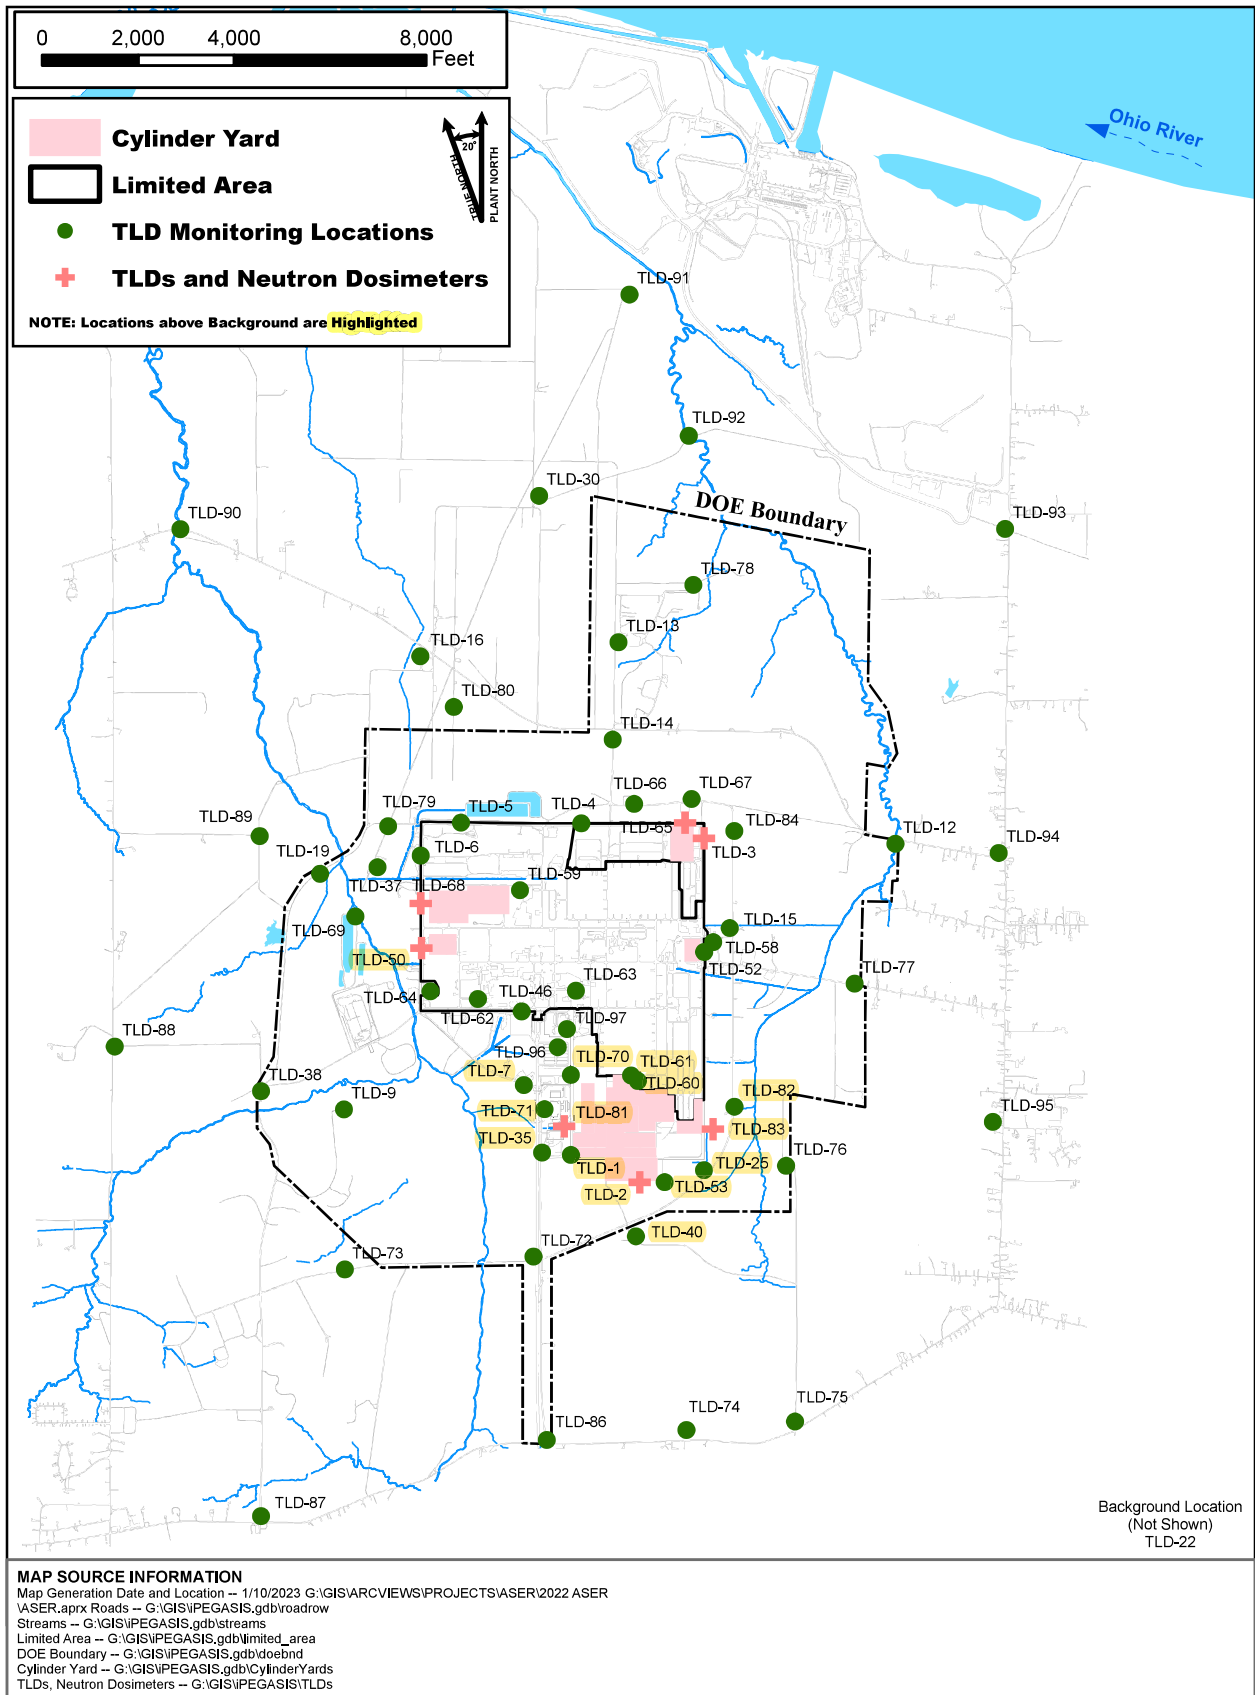 0 2,000 4,000 8,000
Feet
Cylinder Yard
Limited Area
TLD Monitoring Locations
TLDs and Neutron Dosimeters
NOTE: Locations above Background are Highlighted
20°
TRUE NORTH
PLANT NORTH
Ohio River
TLD-91
TLD-92
TLD-30
DOE Boundary
TLD-90
TLD-93
TLD-78
TLD-13
TLD-16
TLD-80
TLD-14
TLD-66
TLD-67
TLD-79
TLD-5
TLD-4
TLD-55
TLD-84
TLD-89
TLD-12
TLD-94
TLD-6
TLD-3
TLD-19
TLD-37
TLD-68
TLD-59
TLD-69
TLD-15
TLD-50
TLD-58
TLD-52
TLD-77
TLD-64
TLD-46
TLD-63
TLD-62
TLD-97
TLD-88
TLD-96
TLD-70
TLD-61
TLD-7
TLD-60
TLD-38
TLD-9
TLD-82
TLD-71
TLD-81
TLD-83
TLD-95
TLD-35
TLD-76
TLD-1
TLD-25
TLD-53
TLD-2
TLD-40
TLD-72
TLD-73
TLD-75
TLD-74
TLD-86
TLD-87
Background Location
(Not Shown)
TLD-22
MAP SOURCE INFORMATION
Map Generation Date and Location -- 1/10/2023 G:\GIS\ARCVIEWS\PROJECTS\ASER\2022 ASER
\ASER.aprx Roads -- G:\GIS\iPEGASIS.gdb\roadrow
Streams -- G:\GIS\iPEGASIS.gdb\streams
Limited Area -- G:\GIS\iPEGASIS.gdb\limited_area
DOE Boundary -- G:\GIS\iPEGASIS.gdb\doebnd
Cylinder Yard -- G:\GIS\iPEGASIS.gdb\CylinderYards
TLDs, Neutron Dosimeters -- G:\GIS\iPEGASIS\TLDs